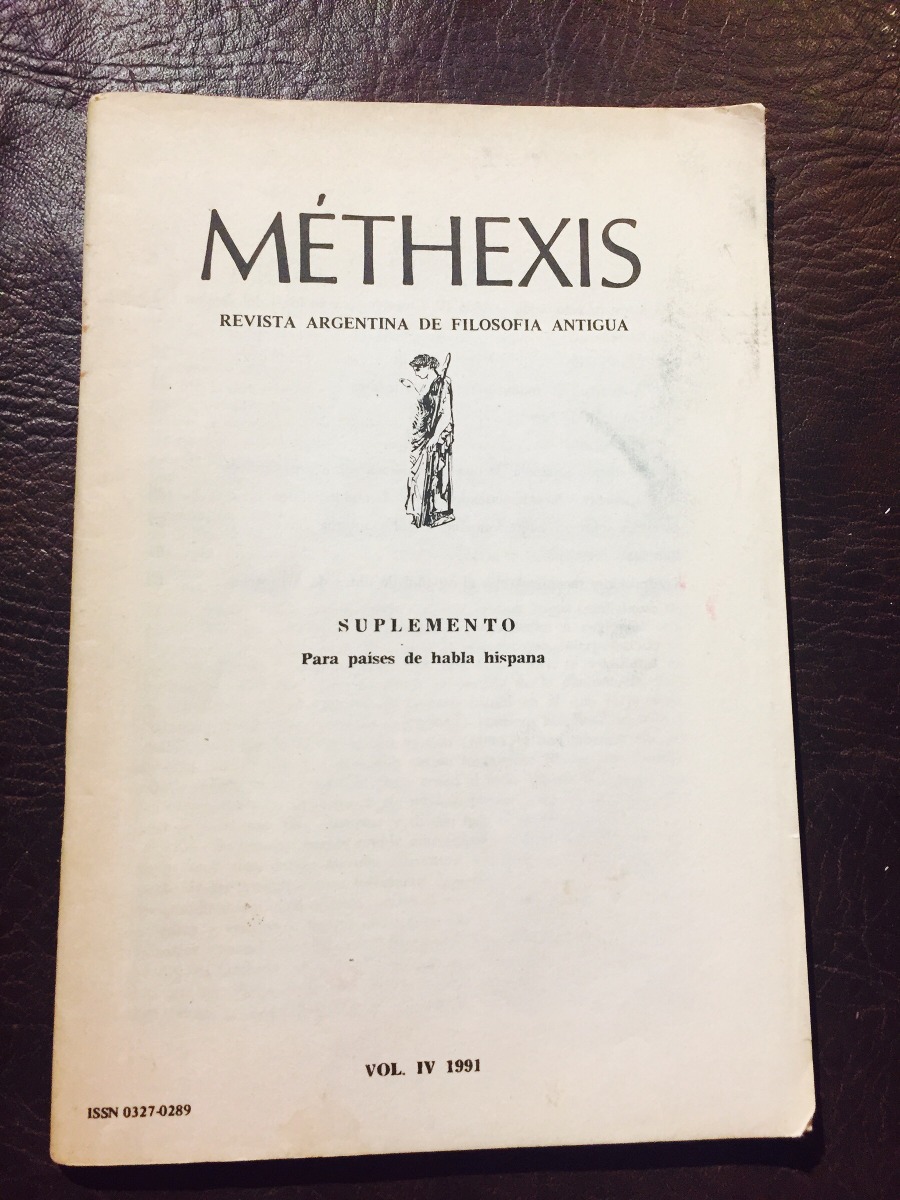 MÉTHEXIS
REVISTA ARGENTINA DE FILOSOFIA ANTIGUA
SUPLEMENTO
Para países de habla hispana
VOL. IV 1991
ISSN 0327-0289